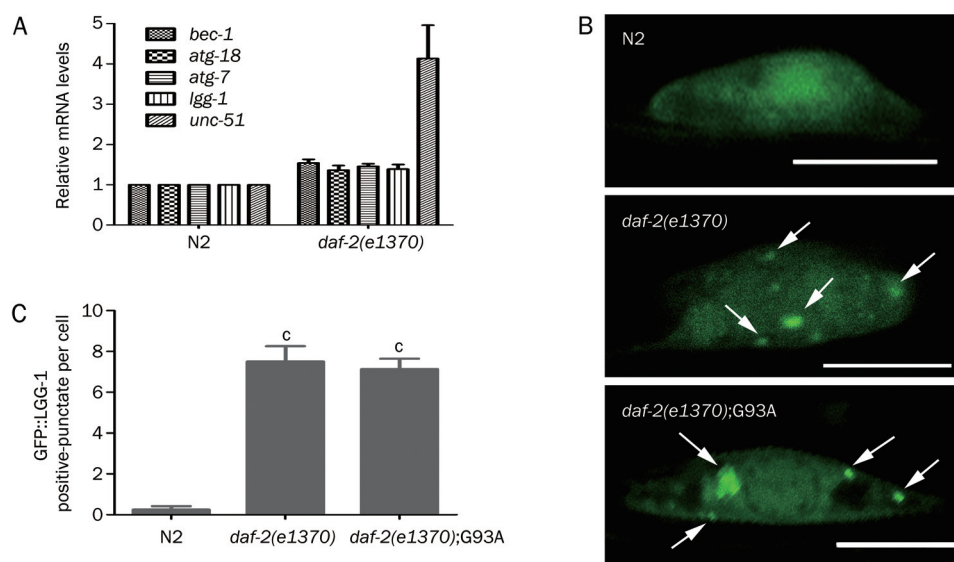 A
Relative mRNA levels
5
4
3
2
1
0
bec-1
atg-18
atg-7
lgg-1
unc-51
N2
daf-2(e1370)
B
N2
daf-2(e1370)
daf-2(e1370);G93A
C
GFP::LGG-1
positive-punctate per cell
10
8
6
4
2
0
c
c
N2
daf-2(e1370)
daf-2(e1370);G93A